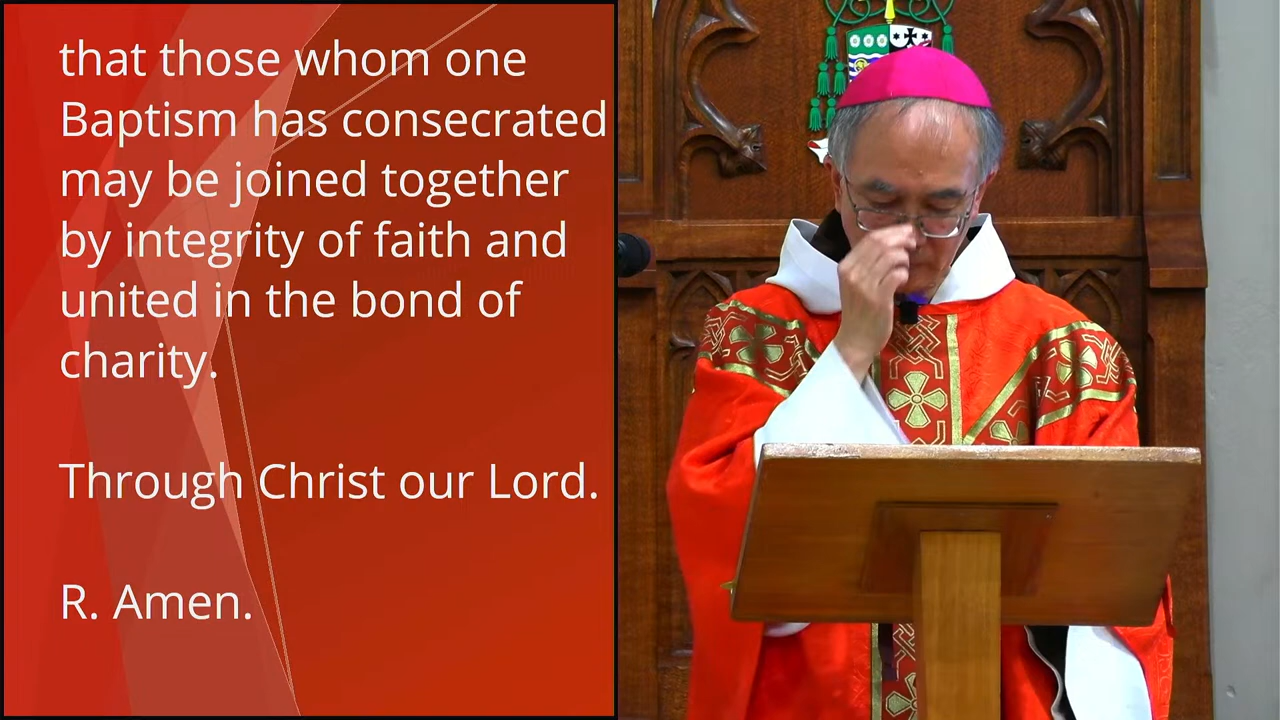 that those whom one
Baptism has consecrated
may be joined together
by integrity of faith and
united in the bond of
charity.
Through Christ our Lord.
R. Amen.